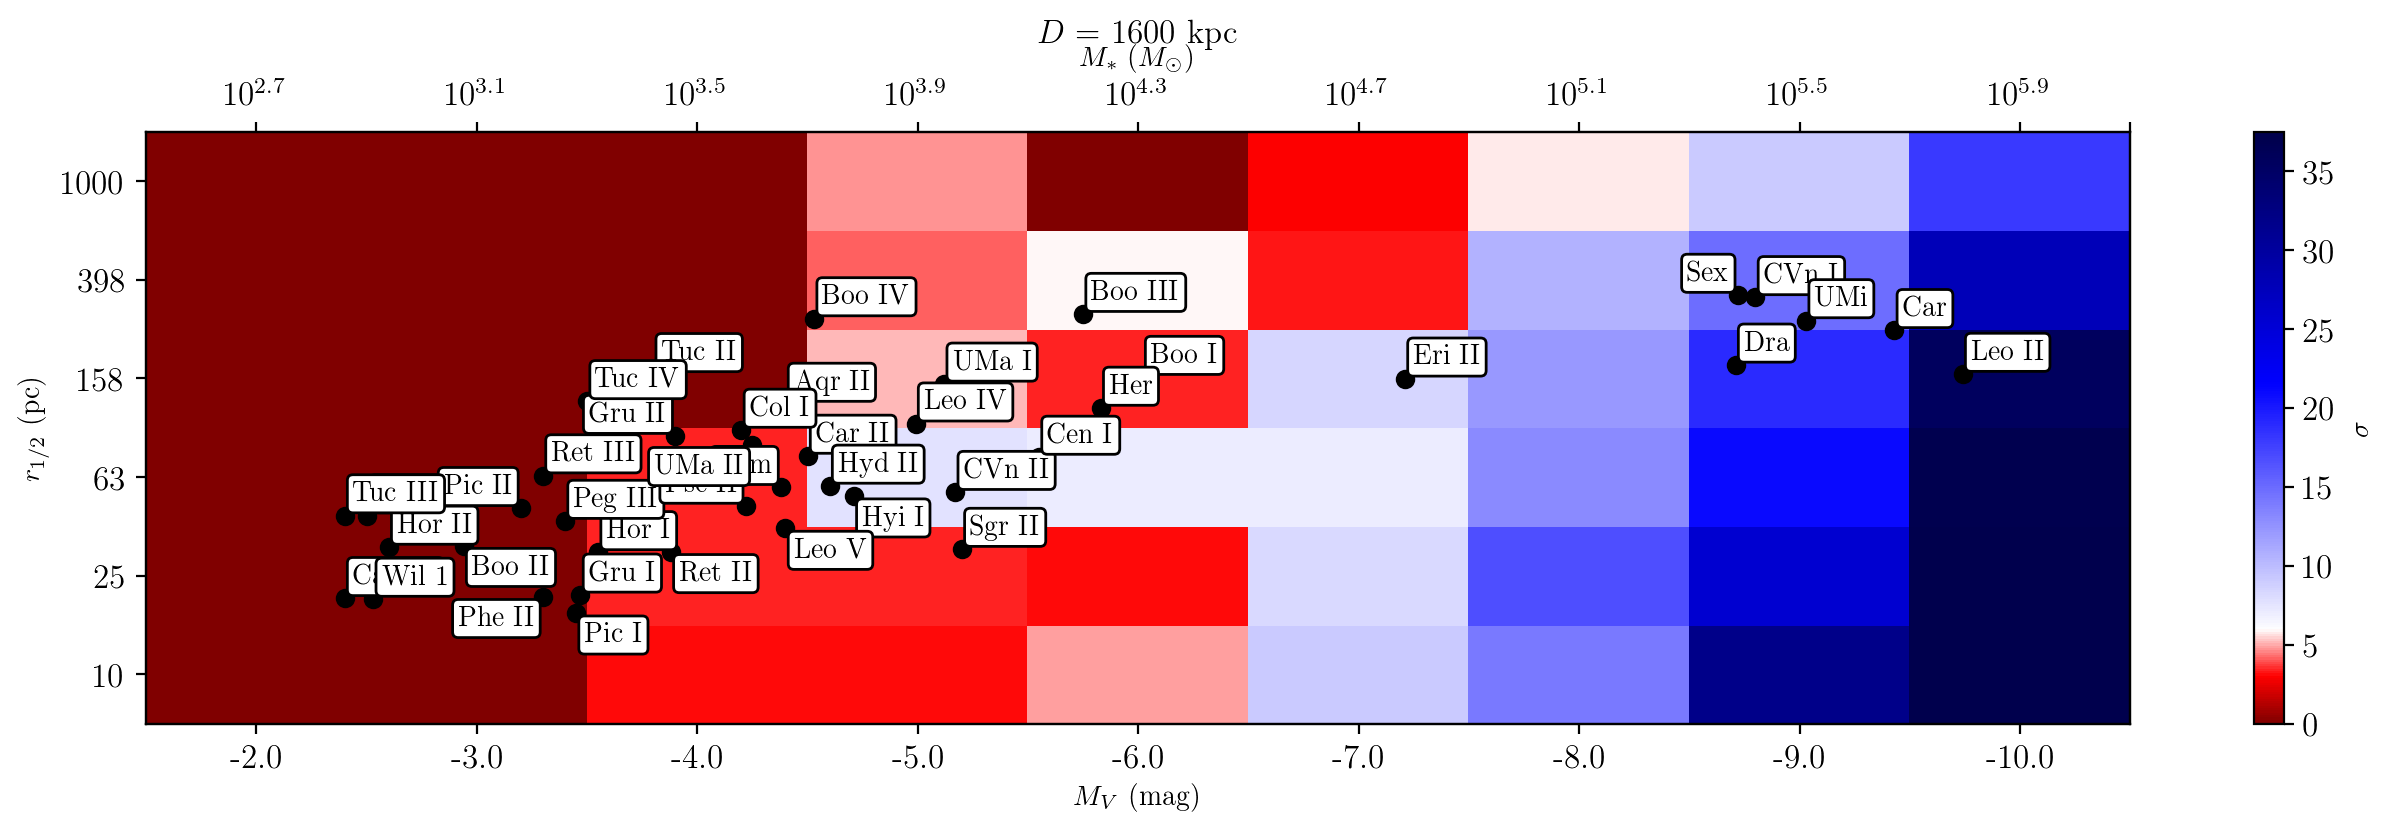 D = 1600 kpc
M* (M⊙)
10^2.7 10^3.1 10^3.5 10^3.9 10^4.3 10^4.7 10^5.1 10^5.5 10^5.9
1000
398
158
63
25
10
r1/2 (pc)
Boo IV
Boo III
Sex
CVn I
UMi
Car
Dra
Leo II
Tuc II
Tuc IV
Aqr II
UMa I
Boo I
Her
Eri II
Gru II
Col I
Leo IV
Car II
Cen I
Ret III
UMa II
Hyd II
CVn II
Pic II
Tuc III
Peg III
Hor II
Hor I
Hyi I
Sgr II
Leo V
Boo II
Wil 1
Gru I
Ret II
Phe II
Pic I
-2.0 -3.0 -4.0 -5.0 -6.0 -7.0 -8.0 -9.0 -10.0
MV (mag)
35
30
25
20
15
10
5
0
σ